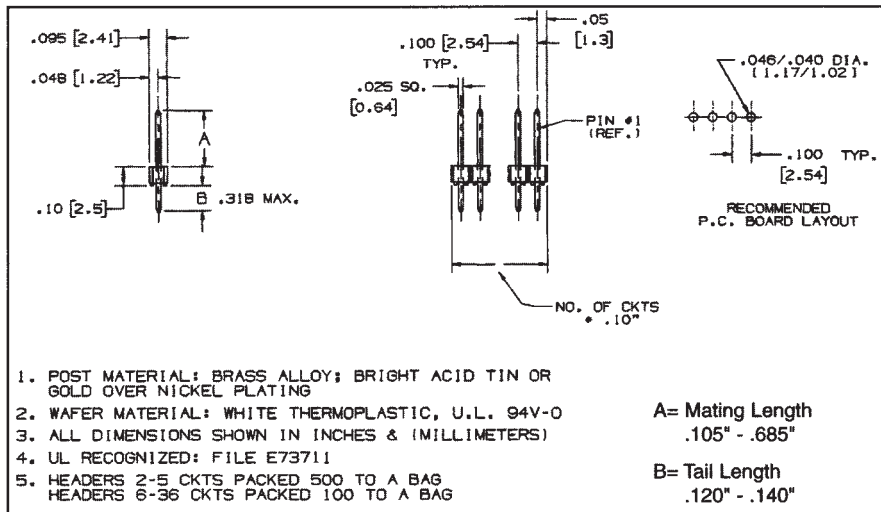 .095 [2.41]
.048 [1.22]
A
B .318 MAX.
.10 [2.5]
.05
[1.3]
.100 [2.54]
TYP.
.025 SQ.
[0.64]
PIN #1
(REF.)
NO. OF CKTS
* .10"
.046/.040 DIA.
(1.17/1.02)
.100 TYP.
[2.54]
RECOMMENDED
P.C. BOARD LAYOUT
1. POST MATERIAL: BRASS ALLOY; BRIGHT ACID TIN OR
GOLD OVER NICKEL PLATING
2. WAFER MATERIAL: WHITE THERMOPLASTIC, U.L. 94V-0
3. ALL DIMENSIONS SHOWN IN INCHES & (MILLIMETERS)
4. UL RECOGNIZED: FILE E73711
5. HEADERS 2-5 CKTS PACKED 500 TO A BAG
HEADERS 6-36 CKTS PACKED 100 TO A BAG
A= Mating Length
.105" - .685"
B= Tail Length
.120" - .140"